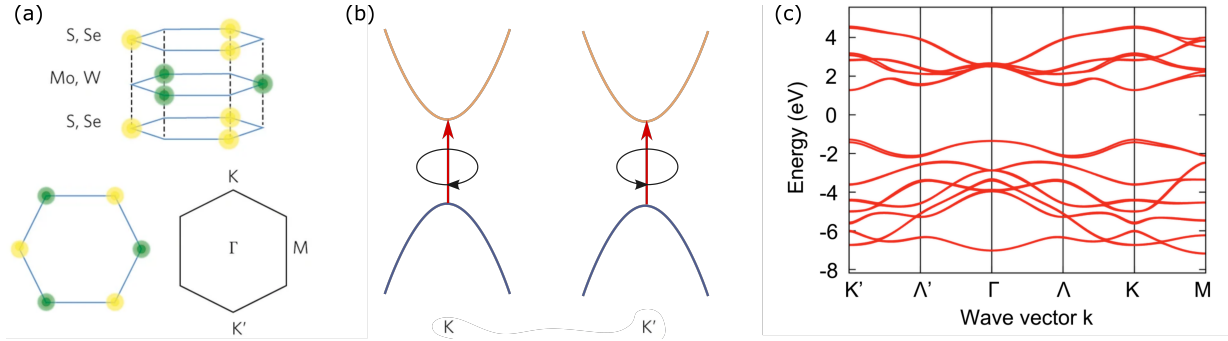 (a)
S, Se
Mo, W
S, Se
K
Γ
M
K'
(b)
K
K'
(c)
Energy (eV)
4
2
0
-2
-4
-6
-8
K'
Λ'
Γ
Λ
K
M
Wave vector k